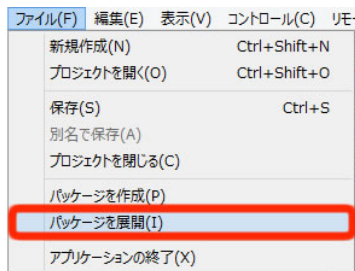 ファイル(F) 編集(E) 表示(V) コントロール(C) リモ
新規作成(N) Ctrl+Shift+N
プロジェクトを開く(O) Ctrl+Shift+O
保存(S) Ctrl+S
別名で保存(A)
プロジェクトを閉じる(C)
パッケージを作成(P)
パッケージを展開(I)
アプリケーションの終了(X)